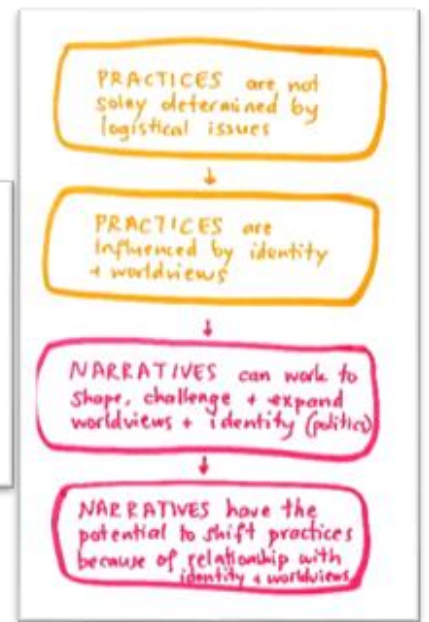 PRACTICES are not
soley determined by
logistical issues
PRACTICES are
influenced by identity
+ worldviews
NARRATIVES can work to
shape, challenge + expand
worldviews + identity (politics)
NARRATIVES have the
potential to shift practices
because of relationship with
identity + worldviews